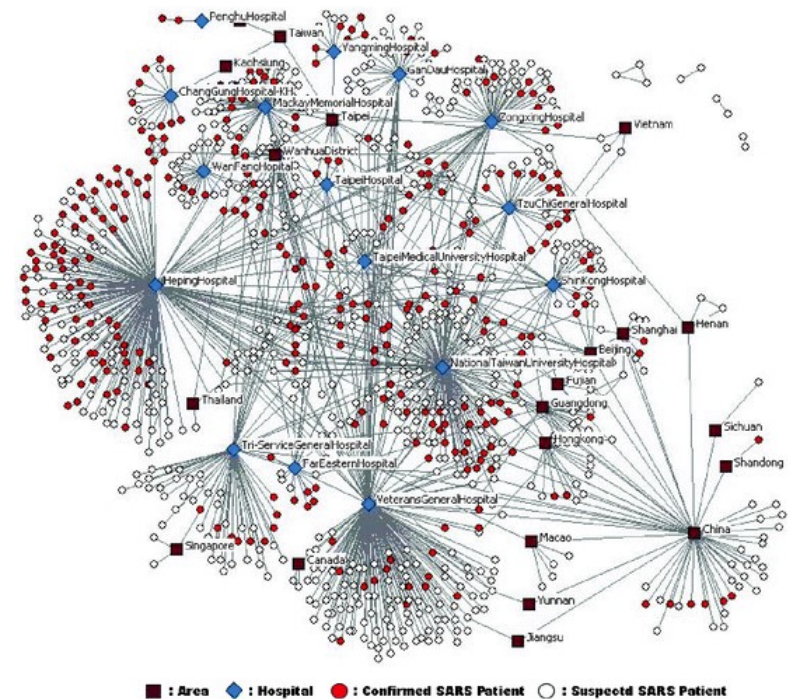 PenghuHospital
Taiwan
YangmingHospital
Kaohsiung
GanDauHospital
ChangGungHospital-KH
MackayMemorialHospital
Taipei
ZongxingHospital
Vietnam
WanhuaDistrict
WanFangHopital
TaipeiHospital
TzuChiGeneralHospital
TaipeiMedicalUniversityHospital
HepingHospital
ShinKongHospital
Henan
Shanghai
Beijing
NationalTaiwanUniversityHospital
Fujian
Thailand
Guangdong
Sichuan
Hongkong
Tri-ServiceGeneralHospital
FarEasternHospital
Shandong
VeteransGeneralHospital
China
Macao
Singapore
Canada
Yunnan
Jiangsu
: Area : Hospital : Confirmed SARS Patient : Suspectd SARS Patient